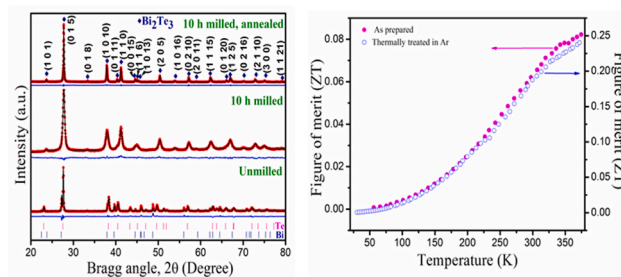 10 h milled, annealed
Bi2Te3
(1 0 1)
(0 1 5)
(0 1 8)
(1 0 10)
(0 1 11)
(1 1 0)
(0 0 15)
(1 1 6)
(1 0 13)
(2 0 5)
(1 0 16)
(0 2 10)
(2 0 11)
(1 1 15)
(0 1 20)
(1 2 5)
(0 2 16)
(2 1 10)
(3 0 0)
(1 1 21)
10 h milled
Unmilled
Te
Bi
Intensity (a.u.)
20 30 40 50 60 70 80
Bragg angle, 2θ (Degree)
As prepared
Thermally treated in Ar
Figure of merit (ZT)
0.08
0.06
0.04
0.02
0.00
0.25
0.20
0.15
0.10
0.05
0.00
Figure of merit (ZT)
50 100 150 200 250 300 350
Temperature (K)